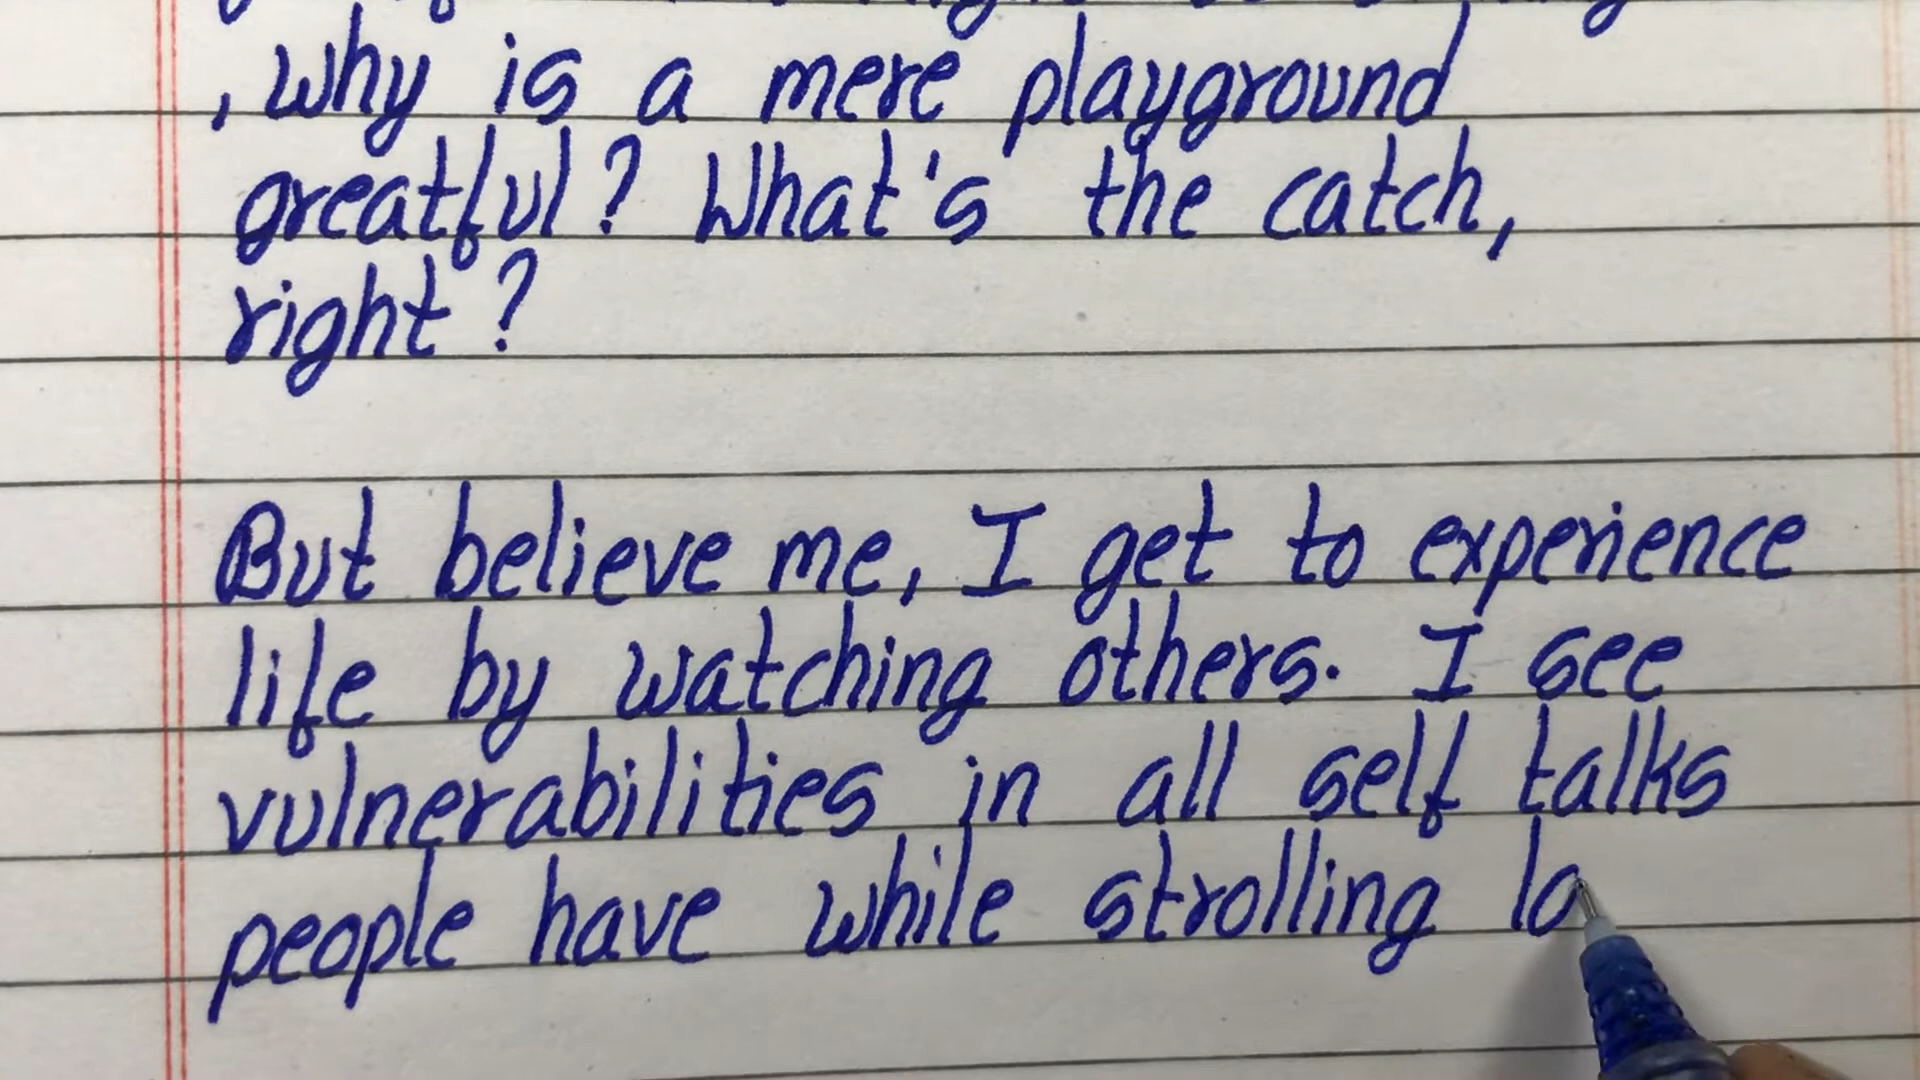 , why is a mere playground
greatful? What's the catch,
right?
But believe me, I get to experience
life by watching others. I see
vulnerabilities in all self talks
people have while strolling